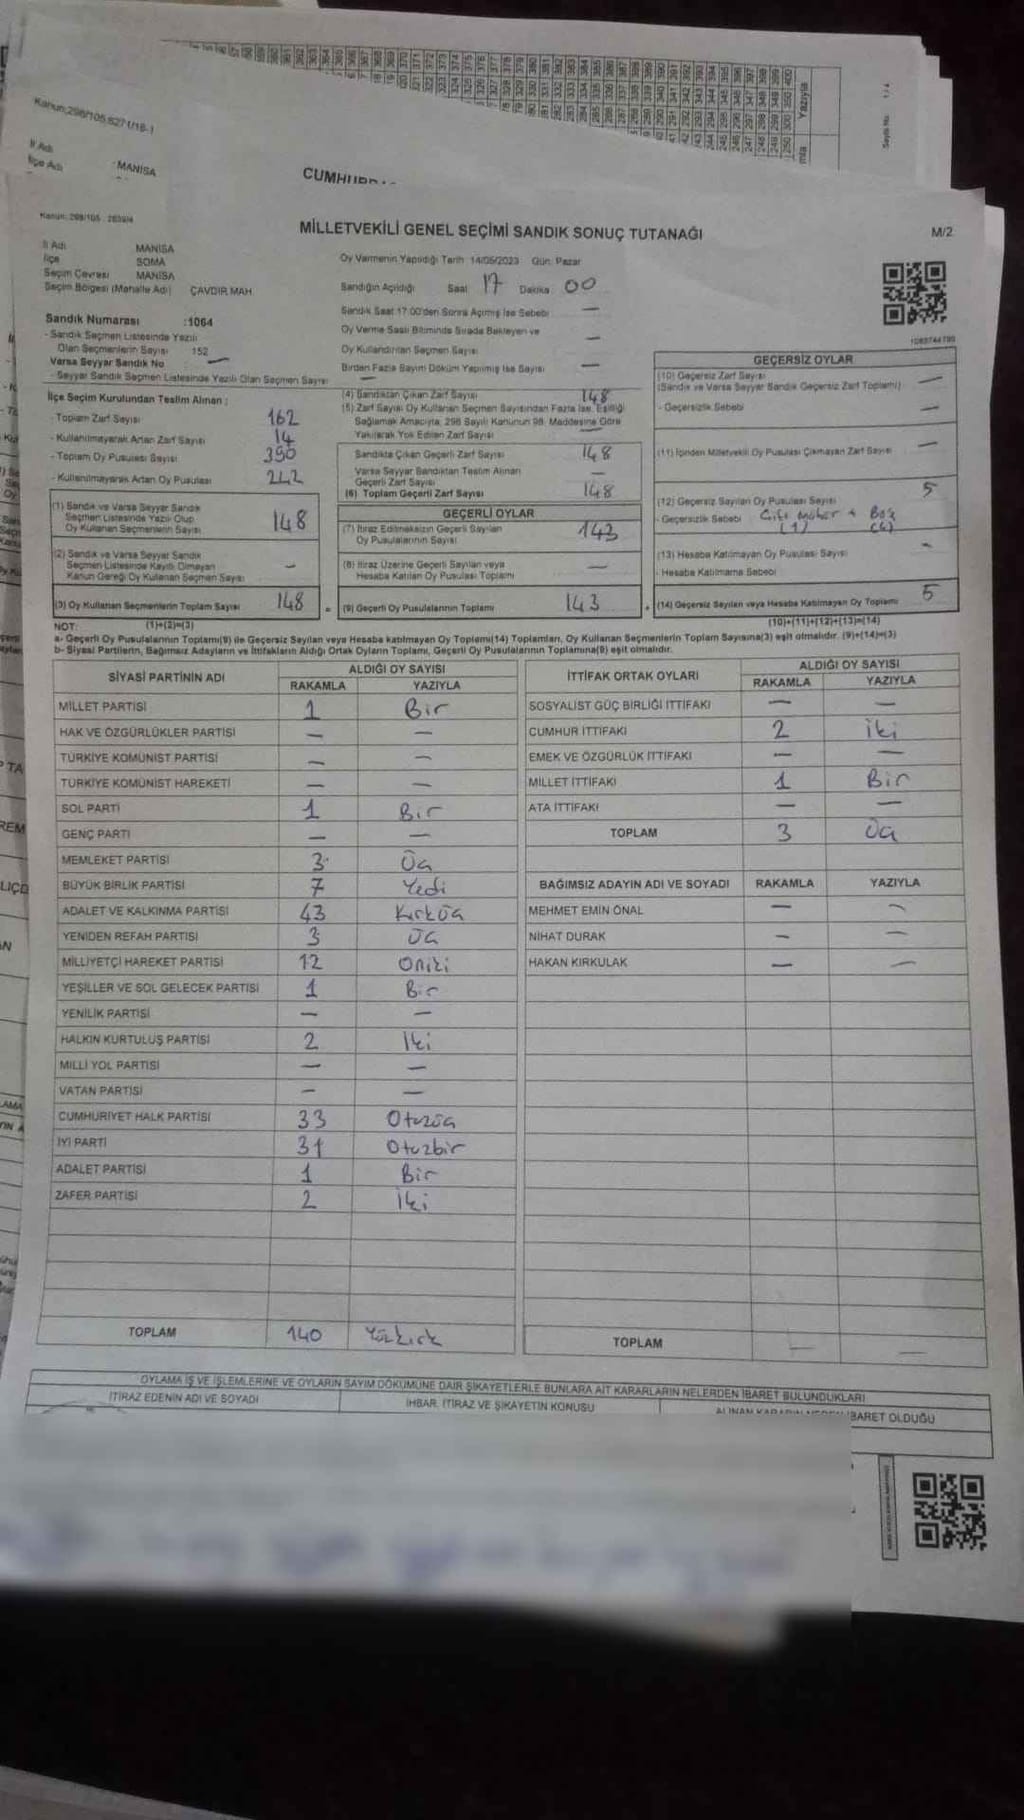 Kanun;298/105;6271/18-1
İl Adı
İlçe Adı
: MANİSA
Sayfa No: 1 / 4
Yazıyla
Kanun; 298/105 : 2839/4
MİLLETVEKİLİ GENEL SEÇİMİ SANDIK SONUÇ TUTANAĞI
M/2
İl Adı MANİSA
İlçe SOMA
Seçim Çevresi MANİSA
Seçim Bölgesi (Mahalle Adı) ÇAVDIR MAH
Oy Vermenin Yapıldığı Tarih: 14/05/2023 Gün: Pazar
Sandığın Açıldığı Saat 17 Dakika 00
Sandık Saat 17:00'den Sonra Açılmış İse Sebebi —
Oy Verme Saati Bitiminde Sırada Bekleyen ve
Oy Kullandırılan Seçmen Sayısı —
Birden Fazla Sayım Döküm Yapılmış İse Sayısı —
Sandık Numarası :1064
- Sandık Seçmen Listesinde Yazılı
Olan Seçmenlerin Sayısı 152
Varsa Seyyar Sandık No —
- Seyyar Sandık Seçmen Listesinde Yazılı Olan Seçmen Sayısı —
İlçe Seçim Kurulundan Teslim Alınan :
- Toplam Zarf Sayısı 162
- Kullanılmayarak Artan Zarf Sayısı 14
- Toplam Oy Pusulası Sayısı 390
- Kullanılmayarak Artan Oy Pusulası 242
(1) Sandık ve Varsa Seyyar Sandık
Seçmen Listesinde Yazılı Olup
Oy Kullanan Seçmenlerin Sayısı 148
(2) Sandık ve Varsa Seyyar Sandık
Seçmen Listesinde Kayıtlı Olmayan
Kanun Gereği Oy Kullanan Seçmen Sayısı —
(3) Oy Kullanan Seçmenlerin Toplam Sayısı 148
(4) Sandıktan Çıkan Zarf Sayısı 148
(5) Zarf Sayısı Oy Kullanan Seçmen Sayısından Fazla İse, Eşitliği
Sağlamak Amacıyla, 298 Sayılı Kanunun 98. Maddesine Göre
Yakılarak Yok Edilen Zarf Sayısı —
Sandıkta Çıkan Geçerli Zarf Sayısı 148
Varsa Seyyar Sandıktan Teslim Alınan
Geçerli Zarf Sayısı —
(6) Toplam Geçerli Zarf Sayısı 148
GEÇERLİ OYLAR
(7) İtiraz Edilmeksizin Geçerli Sayılan
Oy Pusulalarının Sayısı 143
(8) İtiraz Üzerine Geçerli Sayılan veya
Hesaba Katılan Oy Pusulası Toplamı —
(9) Geçerli Oy Pusulalarının Toplamı 143
GEÇERSİZ OYLAR
(10) Geçersiz Zarf Sayısı
(Sandık ve Varsa Seyyar Sandık Geçersiz Zarf Toplamı) —
- Geçersizlik Sebebi —
(11) İçinden Milletvekili Oy Pusulası Çıkmayan Zarf Sayısı —
(12) Geçersiz Sayılan Oy Pusulası Sayısı 5
- Geçersizlik Sebebi Çift Mühür + Boş
(1)
(13) Hesaba Katılmayan Oy Pusulası Sayısı -
- Hesaba Katılmama Sebebi
(14) Geçersiz Sayılan veya Hesaba Katılmayan Oy Toplamı 5
NOT: (1)+(2)=(3) (10)+(11)+(12)+(13)=(14)
a- Geçerli Oy Pusulalarının Toplamı(9) ile Geçersiz Sayılan veya Hesaba katılmayan Oy Toplamı(14) Toplamları, Oy Kullanan Seçmenlerin Toplam Sayısına(3) eşit olmalıdır. (9)+(14)=(3)
b- Siyasi Partilerin, Bağımsız Adayların ve İttifakların Aldığı Oyların Toplamı, Geçerli Oy Pusulalarının Toplamına(9) eşit olmalıdır.
SİYASİ PARTİNİN ADI ALDIĞI OY SAYISI
RAKAMLA YAZIYLA
MİLLET PARTİSİ 1 Bir
HAK VE ÖZGÜRLÜKLER PARTİSİ — —
TÜRKİYE KOMÜNİST PARTİSİ — —
TÜRKİYE KOMÜNİST HAREKETİ — —
SOL PARTİ 1 Bir
GENÇ PARTİ — —
MEMLEKET PARTİSİ 3 Üç
BÜYÜK BİRLİK PARTİSİ 7 Yedi
ADALET VE KALKINMA PARTİSİ 43 Kırküç
YENİDEN REFAH PARTİSİ 3 Üç
MİLLİYETÇİ HAREKET PARTİSİ 12 Oniki
YEŞİLLER VE SOL GELECEK PARTİSİ 1 Bir
YENİLİK PARTİSİ — —
HALKIN KURTULUŞ PARTİSİ 2 İki
MİLLİ YOL PARTİSİ — —
VATAN PARTİSİ — —
CUMHURİYET HALK PARTİSİ 33 Otuzüç
İYİ PARTİ 31 Otuzbir
ADALET PARTİSİ 1 Bir
ZAFER PARTİSİ 2 İki
TOPLAM 140 Yüzkırk
İTTİFAK ORTAK OYLARI ALDIĞI OY SAYISI
RAKAMLA YAZIYLA
SOSYALİST GÜÇ BİRLİĞİ İTTİFAKI — —
CUMHUR İTTİFAKI 2 İki
EMEK VE ÖZGÜRLÜK İTTİFAKI — —
MİLLET İTTİFAKI 1 Bir
ATA İTTİFAKI — —
TOPLAM 3 Üç
BAĞIMSIZ ADAYIN ADI VE SOYADI RAKAMLA YAZIYLA
MEHMET EMİN ÖNAL — —
NİHAT DURAK — —
HAKAN KIRKULAK — —
TOPLAM — —
OYLAMA İŞ VE İŞLEMLERİNE VE OYLARIN SAYIM DÖKÜMÜNE DAİR ŞİKAYETLERLE BUNLARA AİT KARARLARIN NELERDEN İBARET BULUNDUKLARI
İTİRAZ EDENİN ADI VE SOYADI İHBAR, İTİRAZ VE ŞİKAYETİN KONUSU ALINAN KARARIN NEDEN İBARET OLDUĞU